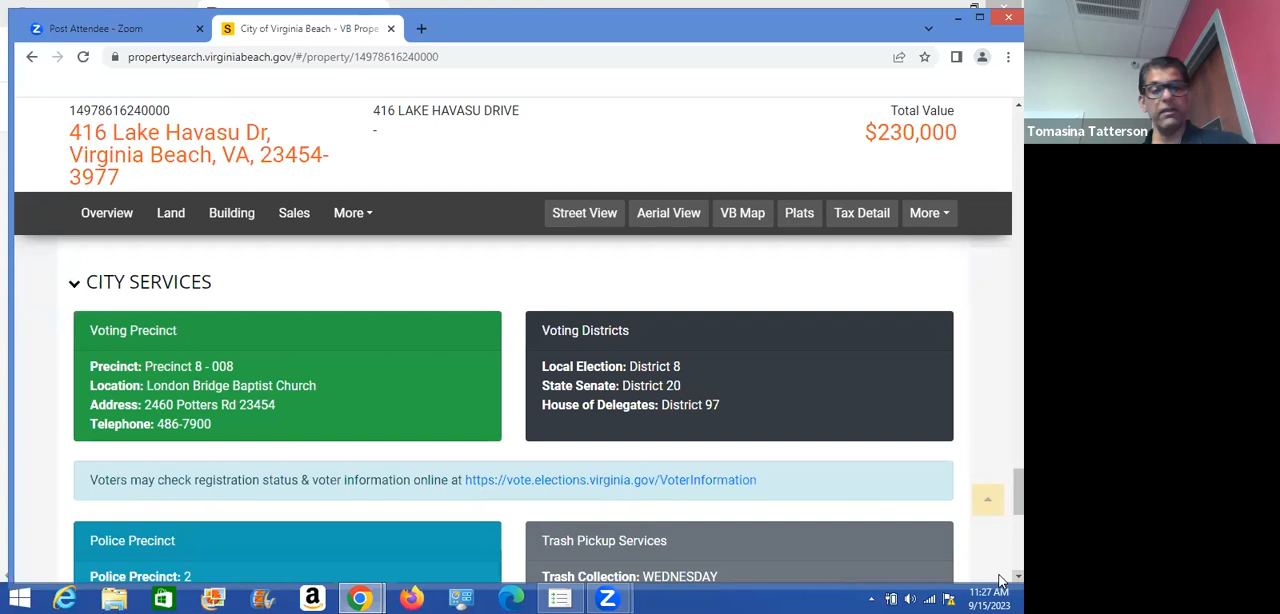 Post Attendee - Zoom
City of Virginia Beach - VB Prope
propertysearch.virginiabeach.gov/#/property/14978616240000
14978616240000
416 Lake Havasu Dr,
Virginia Beach, VA, 23454-
3977
416 LAKE HAVASU DRIVE
-
Total Value
$230,000
Overview Land Building Sales More Street View Aerial View VB Map Plats Tax Detail More
CITY SERVICES
Voting Precinct
Precinct: Precinct 8 - 008
Location: London Bridge Baptist Church
Address: 2460 Potters Rd 23454
Telephone: 486-7900
Voting Districts
Local Election: District 8
State Senate: District 20
House of Delegates: District 97
Voters may check registration status & voter information online at https://vote.elections.virginia.gov/VoterInformation
Police Precinct
Police Precinct: 2
Trash Pickup Services
Trash Collection: WEDNESDAY
11:27 AM
9/15/2023
Tomasina Tatterson